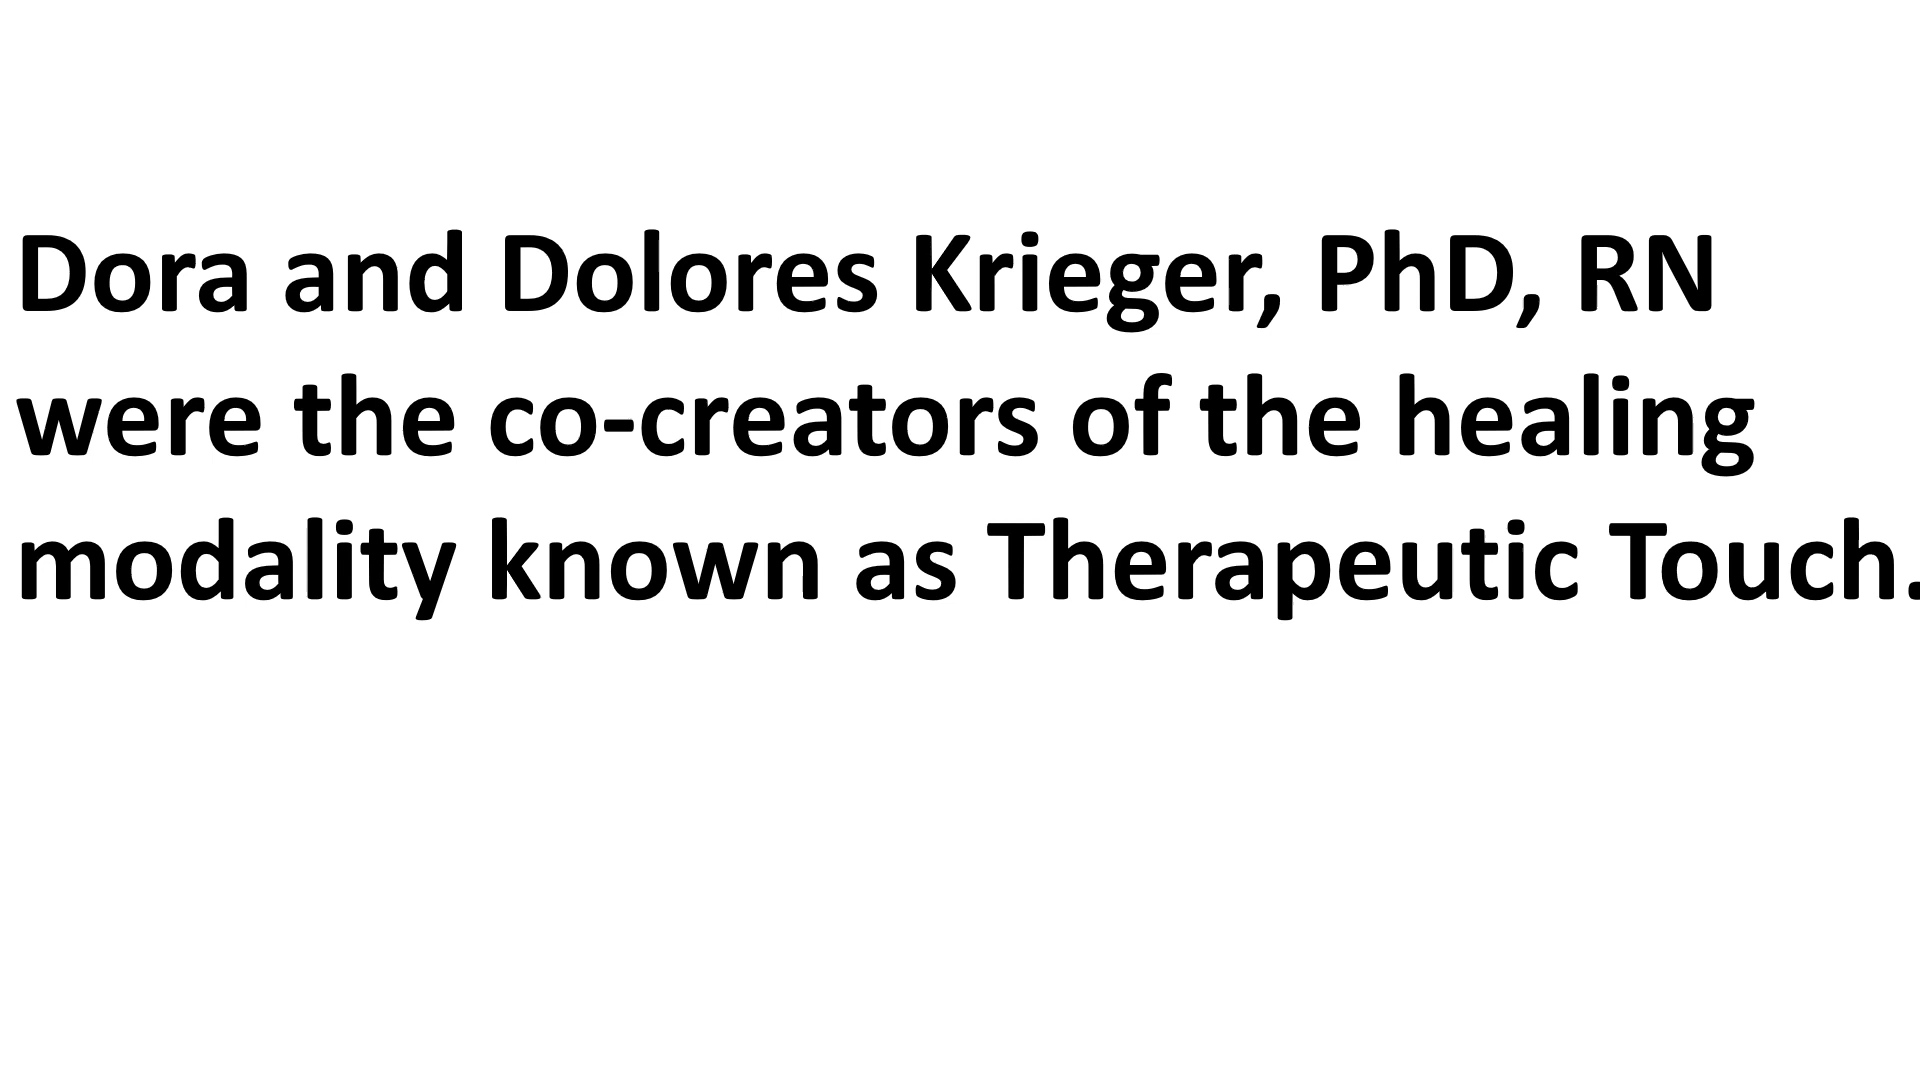 Dora and Dolores Krieger, PhD, RN
were the co-creators of the healing
modality known as Therapeutic Touch.